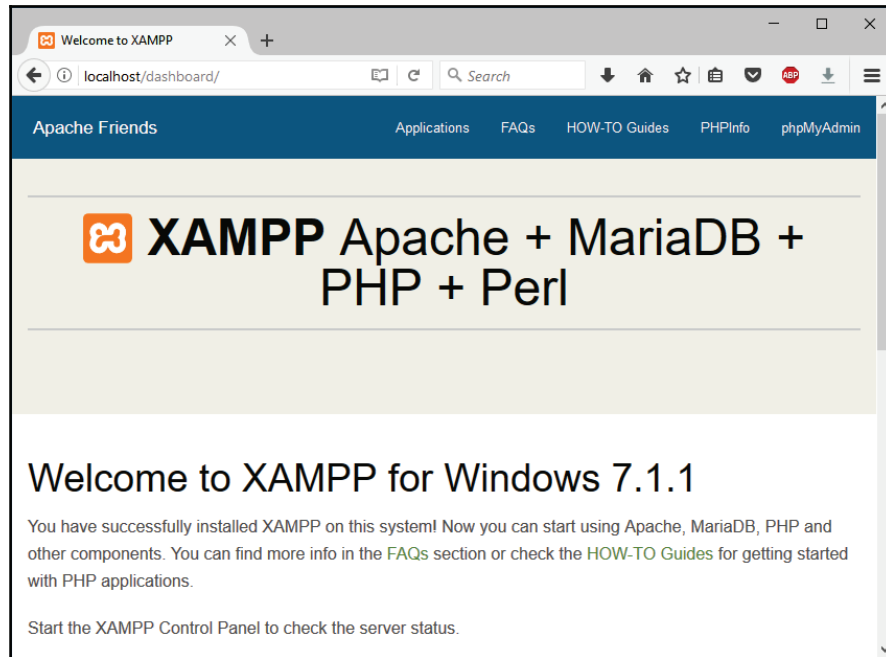 Welcome to XAMPP
localhost/dashboard/
Search
ABP
Apache Friends
Applications FAQs HOW-TO Guides PHPInfo phpMyAdmin
XAMPP Apache + MariaDB +
PHP + Perl
Welcome to XAMPP for Windows 7.1.1
You have successfully installed XAMPP on this system! Now you can start using Apache, MariaDB, PHP and
other components. You can find more info in the FAQs section or check the HOW-TO Guides for getting started
with PHP applications.
Start the XAMPP Control Panel to check the server status.